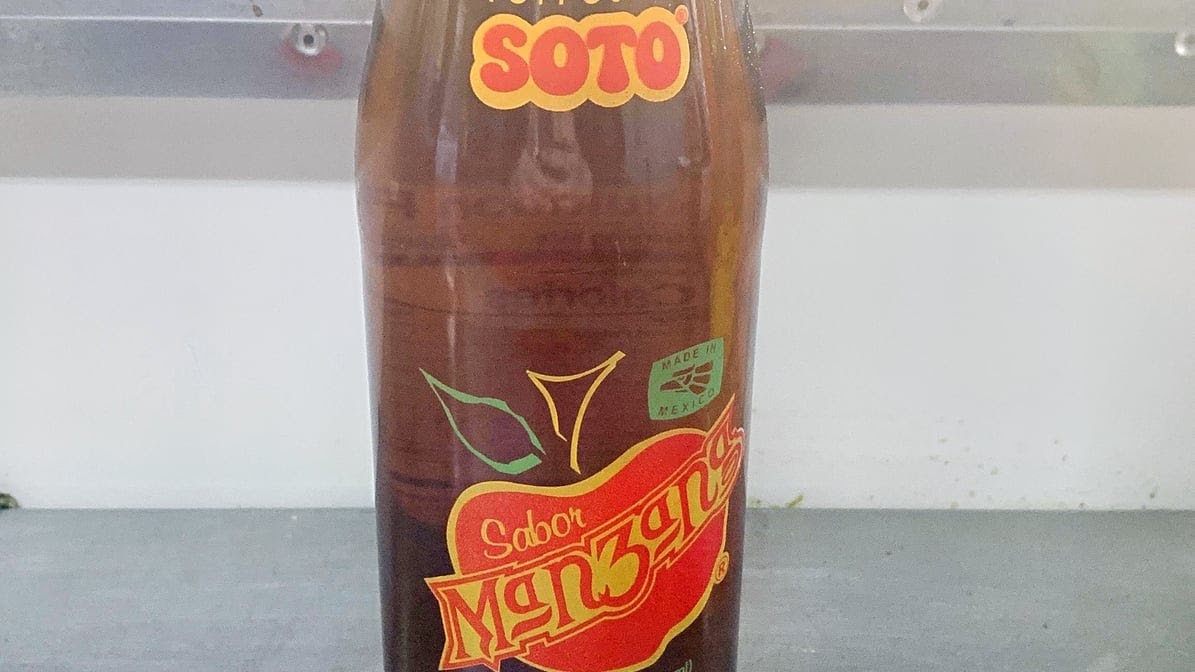 SOTO
MADE IN
MEXICO
Sabor
Manzana
®